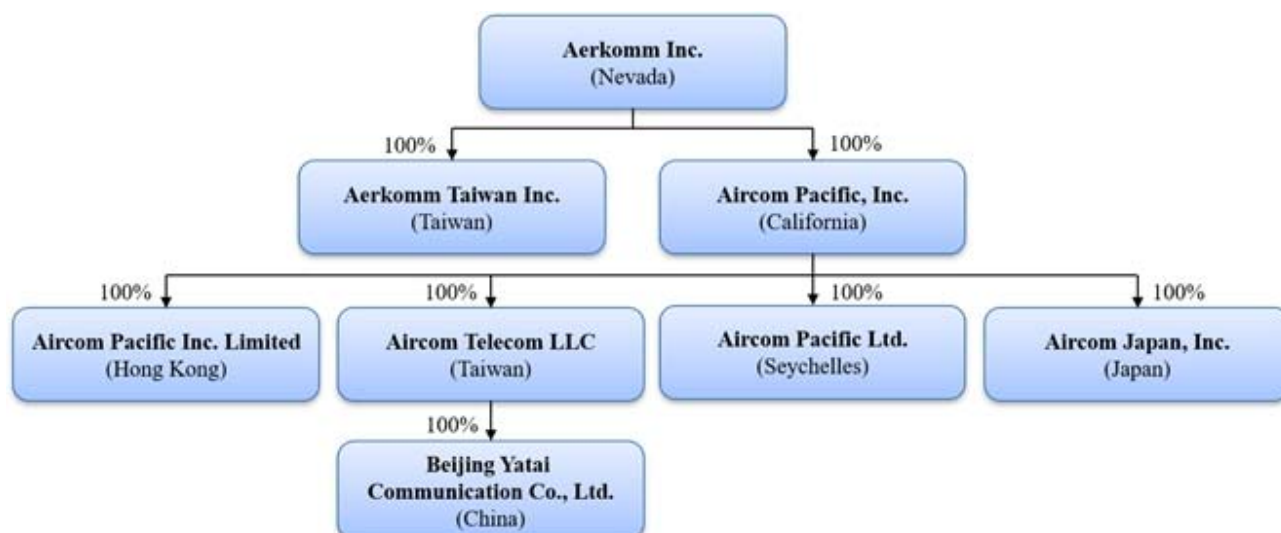 Aerkomm Inc.
(Nevada)
100%
100%
Aerkomm Taiwan Inc.
(Taiwan)
Aircom Pacific, Inc.
(California)
100%
100%
100%
100%
Aircom Pacific Inc. Limited
(Hong Kong)
Aircom Telecom LLC
(Taiwan)
Aircom Pacific Ltd.
(Seychelles)
Aircom Japan, Inc.
(Japan)
100%
Beijing Yatai
Communication Co., Ltd.
(China)